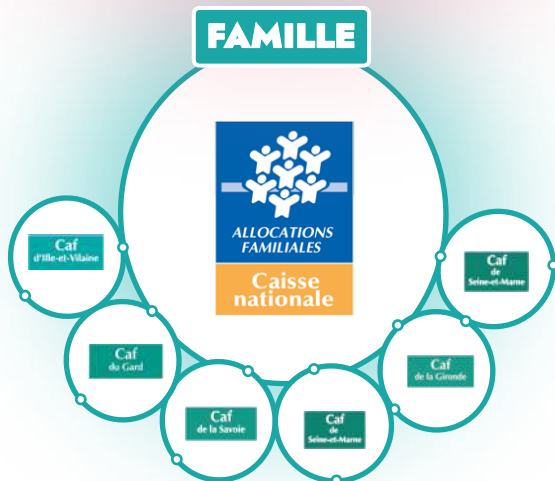 FAMILLE
ALLOCATIONS
FAMILIALES
Caisse
nationale
Caf
d'Ille-et-Vilaine
Caf
du Gard
Caf
de la Savoie
Caf
de
Seine-et-Marne
Caf
de la Gironde
Caf
de
Seine-et-Marne